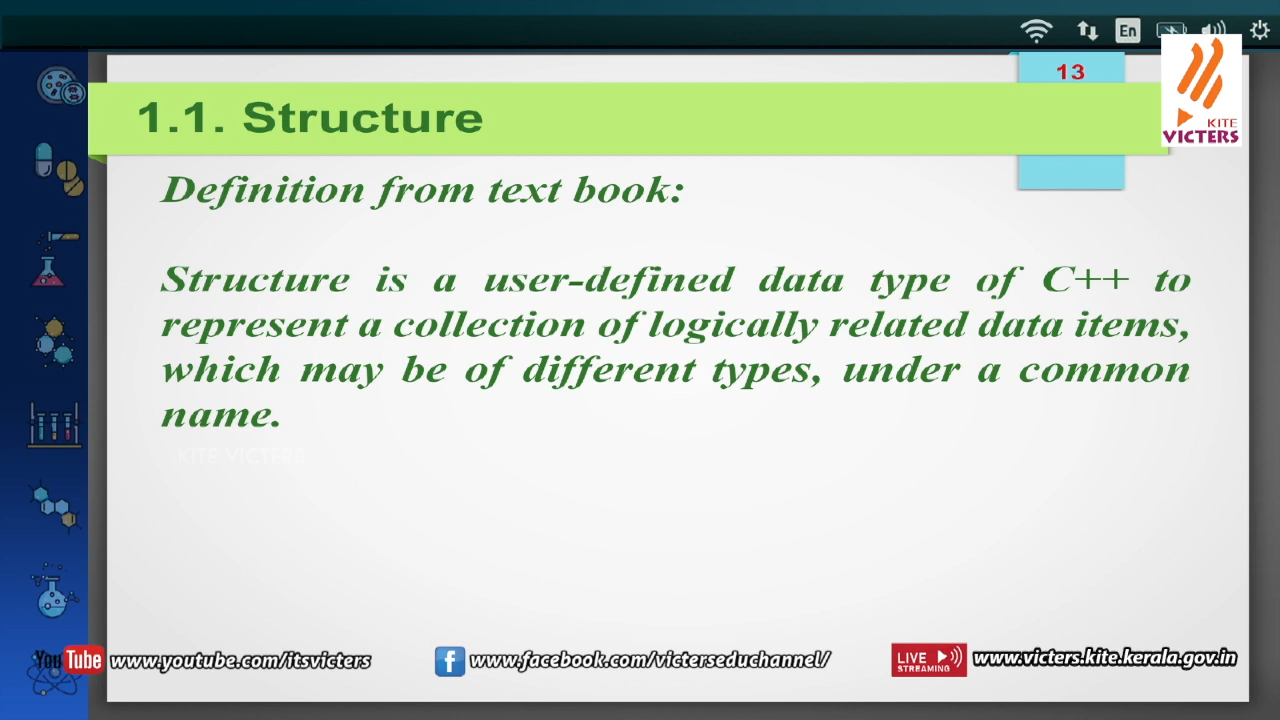 En
13
KITE
VICTERS
1.1. Structure
Definition from text book:
Structure is a user-defined data type of C++ to
represent a collection of logically related data items,
which may be of different types, under a common
name.
KITE VICTERS
YouTube www.youtube.com/itsvicters
f www.facebook.com/victerseduchannel/
LIVE
STREAMING
www.victers.kite.kerala.gov.in